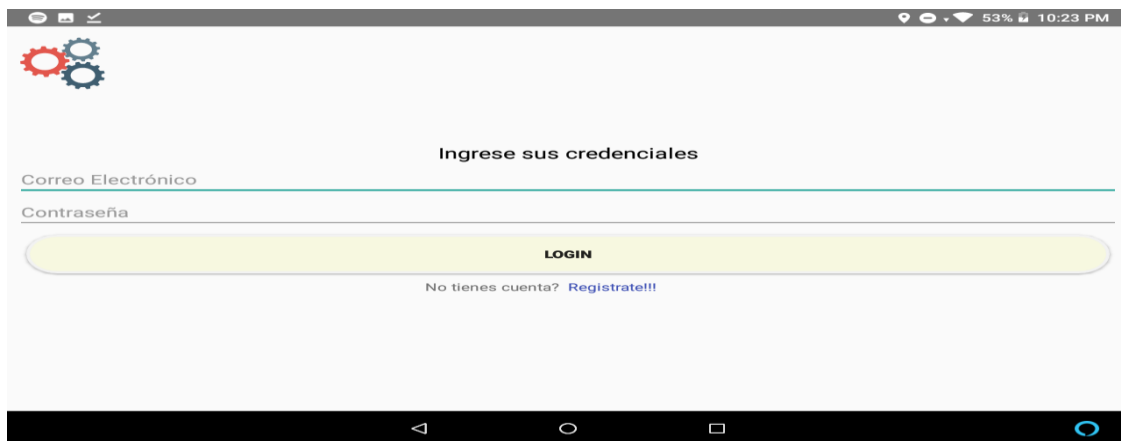 53% 10:23 PM
Ingrese sus credenciales
Correo Electrónico
Contraseña
LOGIN
No tienes cuenta? Registrate!!!